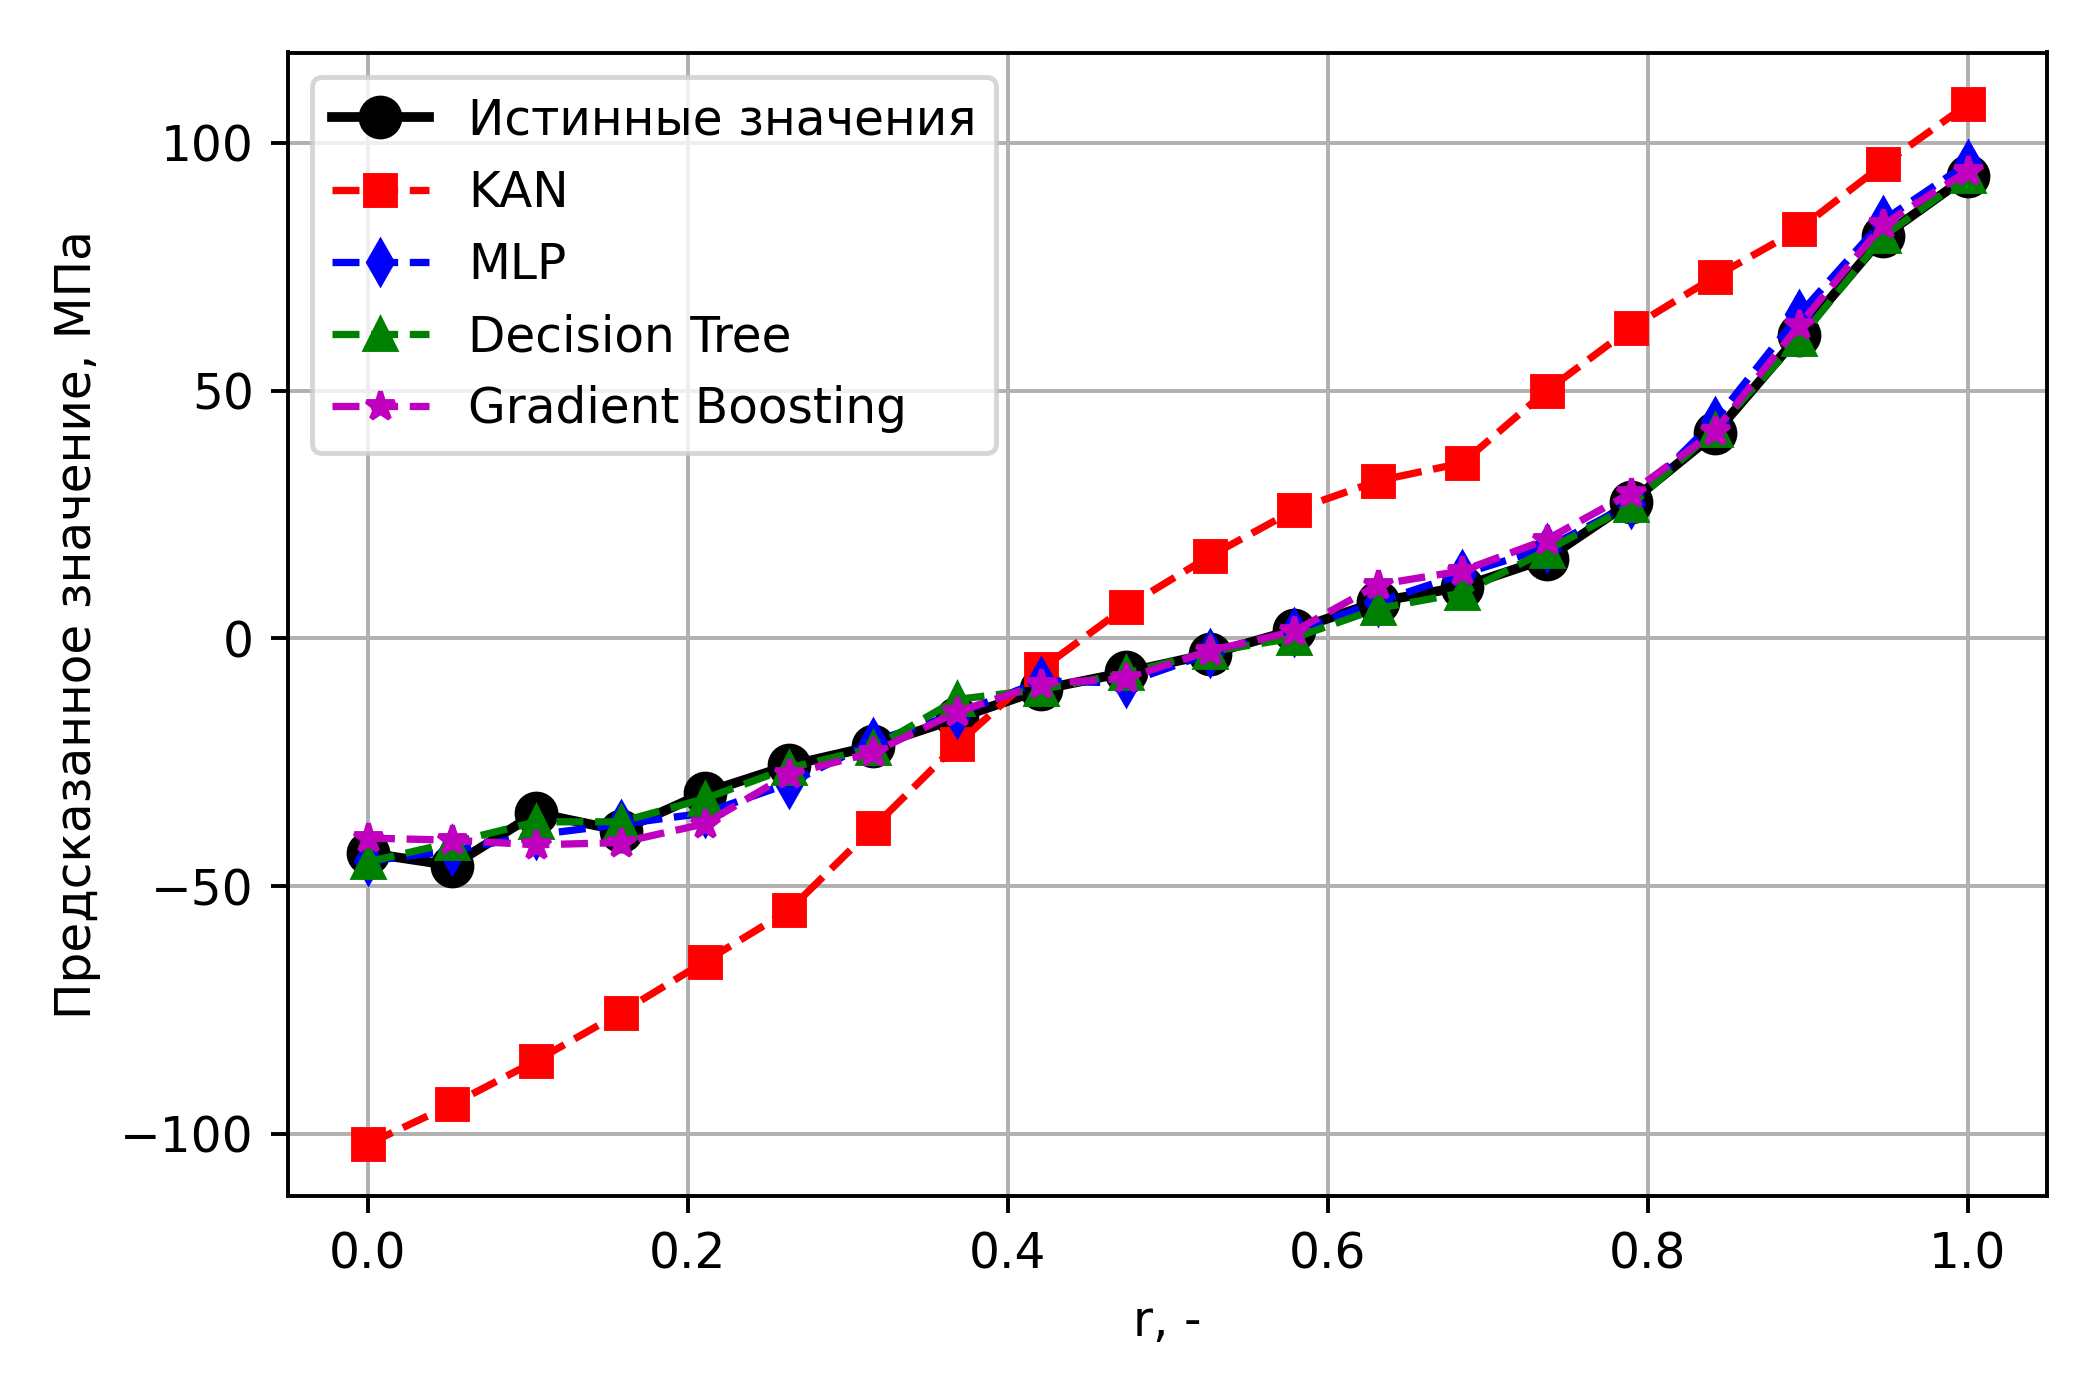 Истинные значения
KAN
MLP
Decision Tree
Gradient Boosting
Предсказанное значение, МПа
100
50
0
−50
−100
0.0 0.2 0.4 0.6 0.8 1.0
r, -